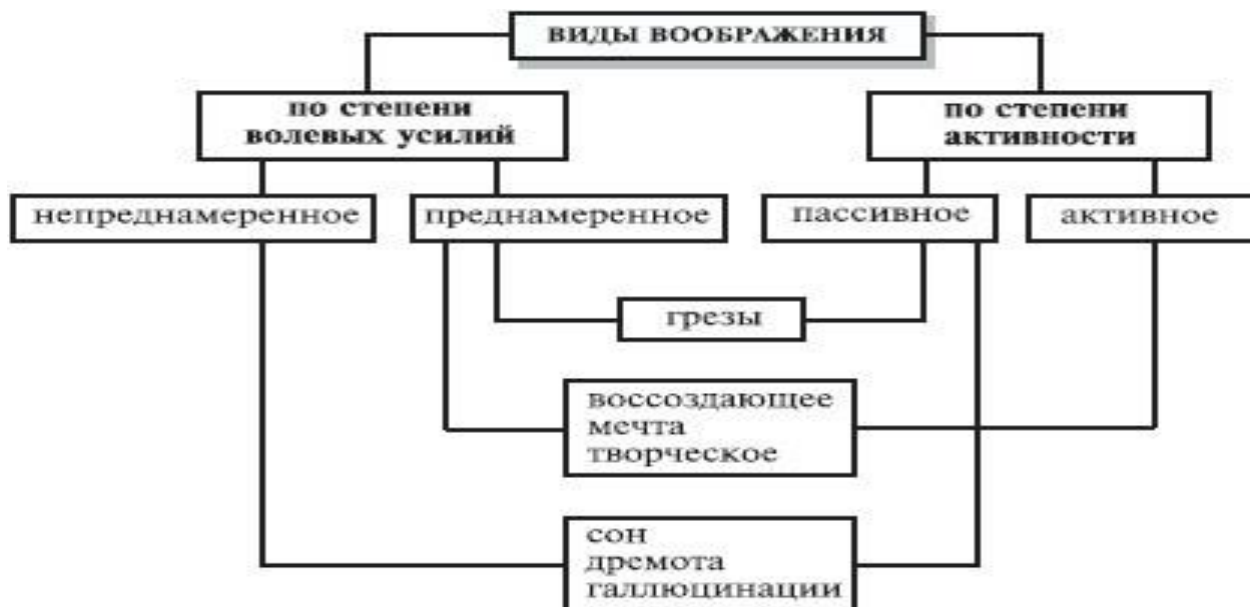 ВИДЫ ВООБРАЖЕНИЯ
по степени
волевых усилий
по степени
активности
непреднамеренное
преднамеренное
пассивное
активное
грезы
воссоздающее
мечта
творческое
сон
дремота
галлюцинации